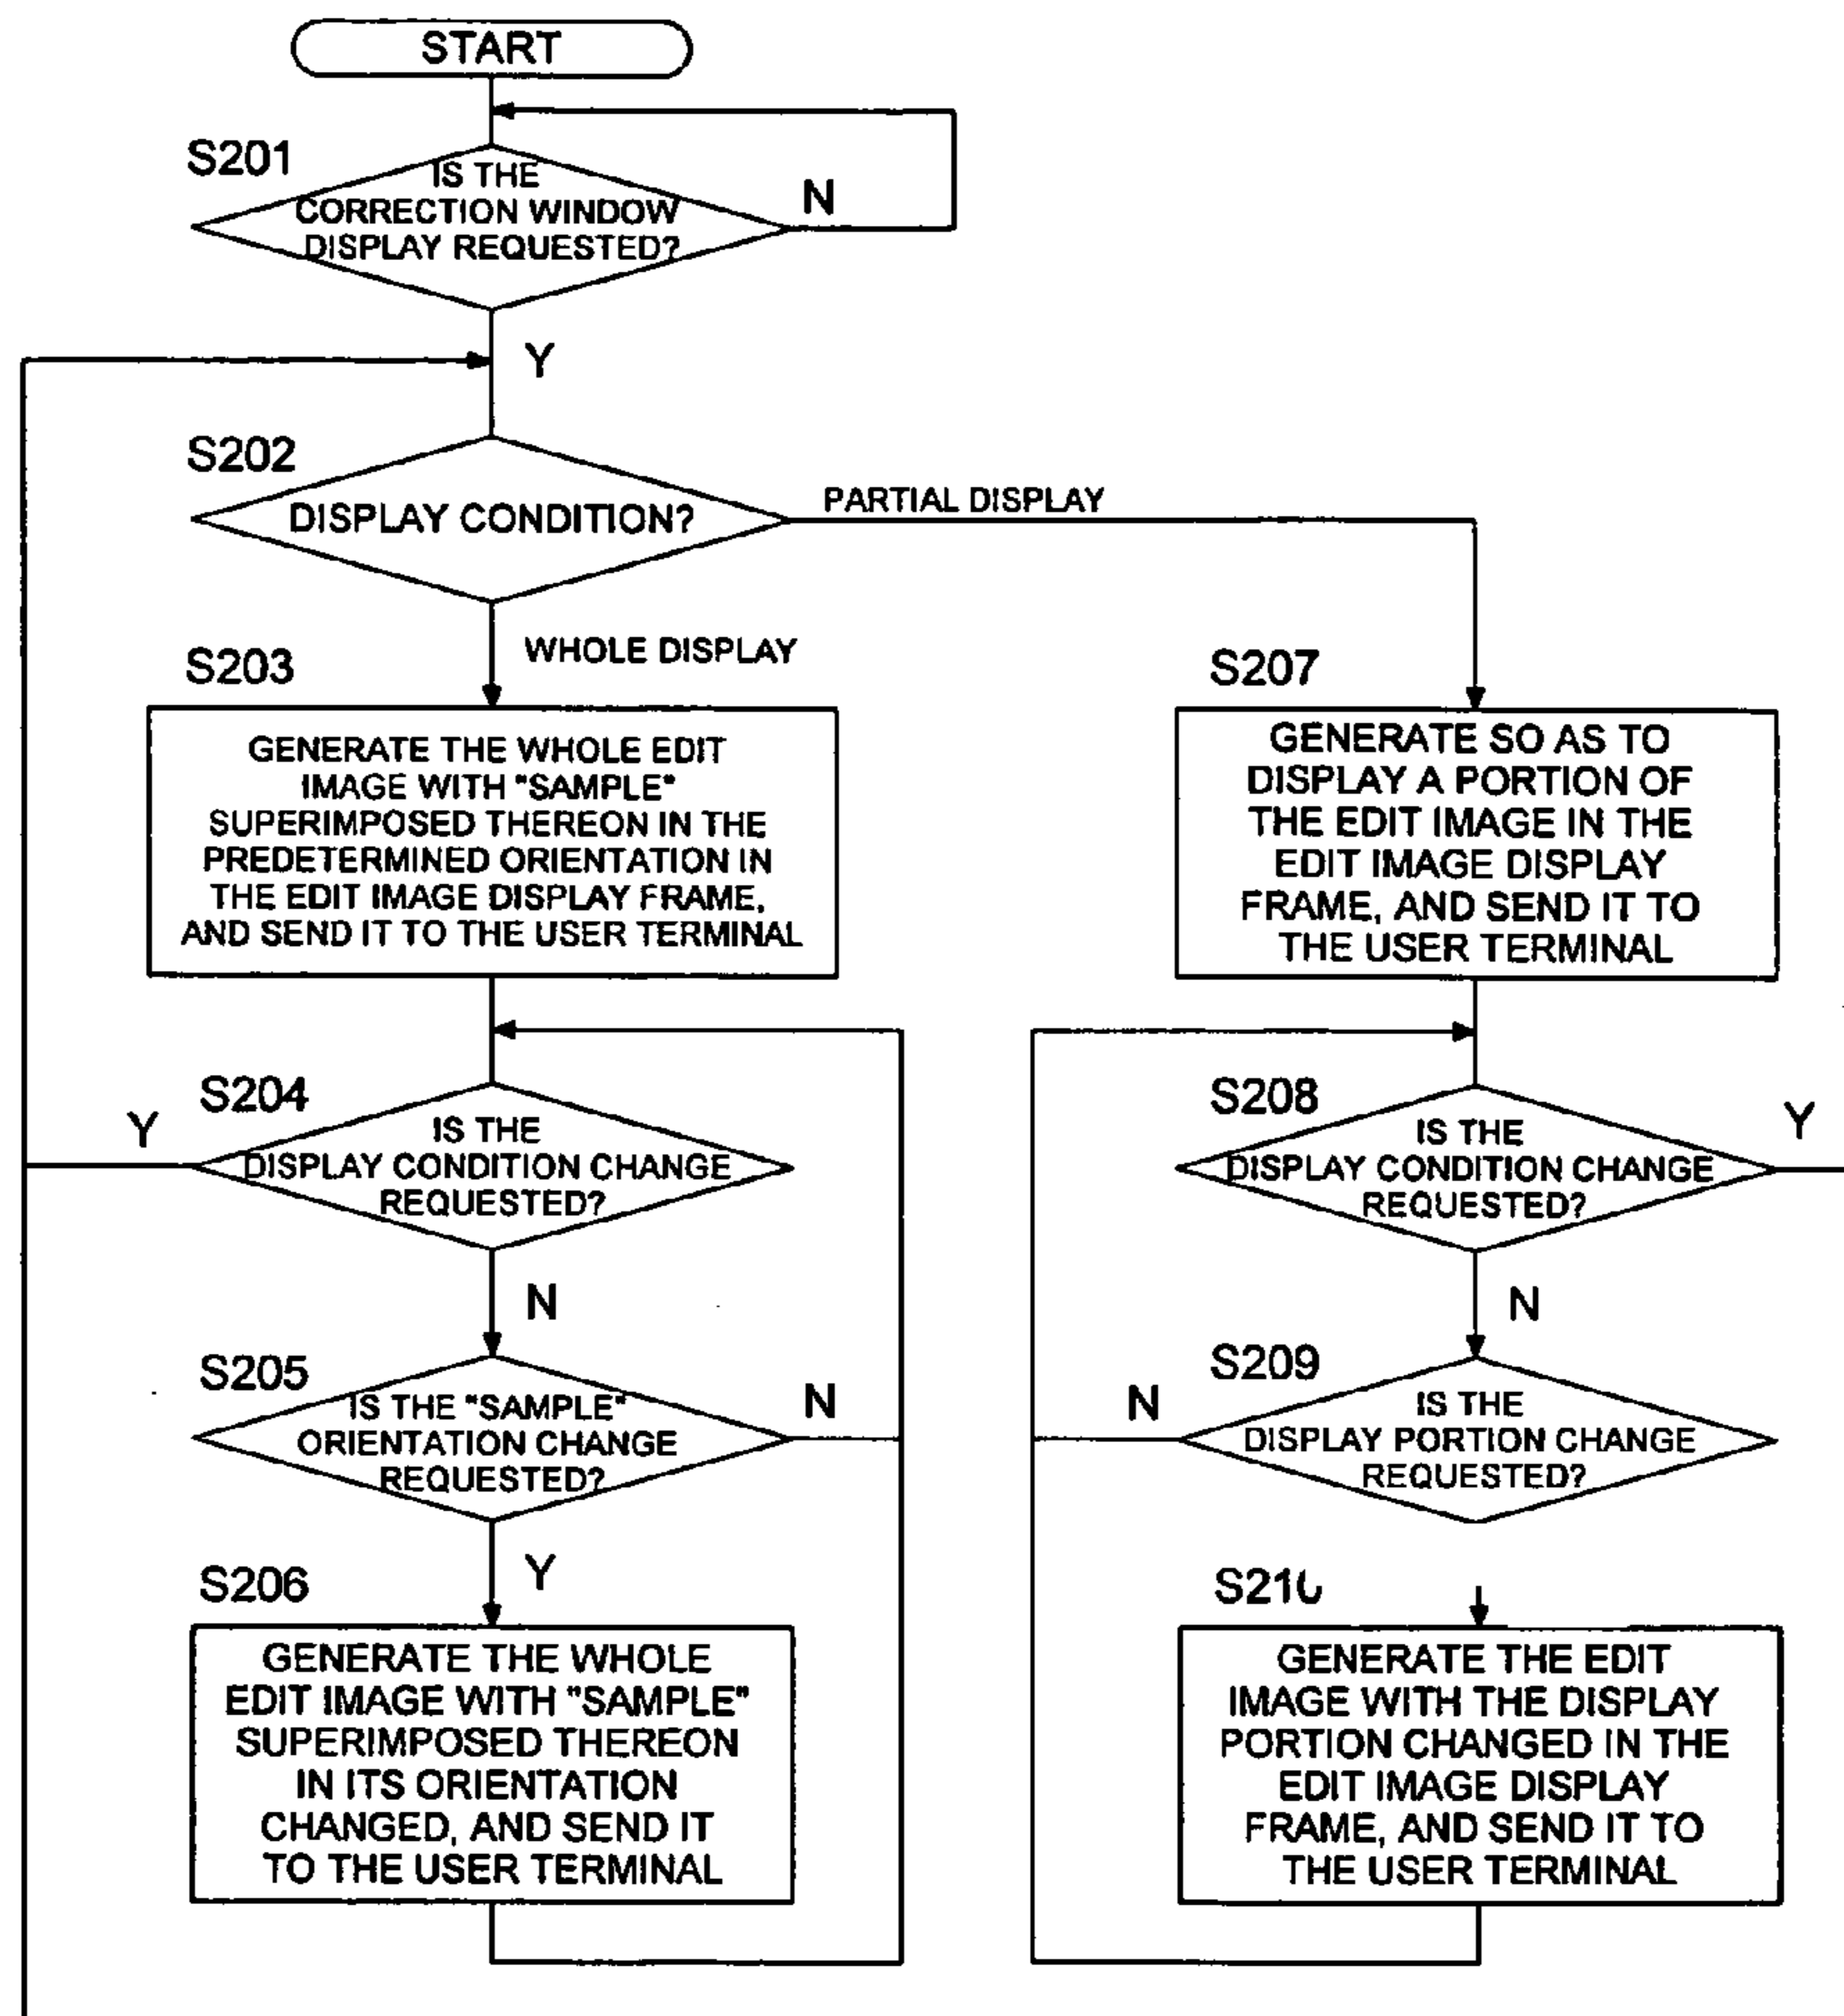 START
S201
IS THE
CORRECTION WINDOW
DISPLAY REQUESTED?
N
Y
S202
DISPLAY CONDITION?
PARTIAL DISPLAY
WHOLE DISPLAY
S203
GENERATE THE WHOLE EDIT
IMAGE WITH "SAMPLE"
SUPERIMPOSED THEREON IN THE
PREDETERMINED ORIENTATION IN
THE EDIT IMAGE DISPLAY FRAME,
AND SEND IT TO THE USER TERMINAL
S204
Y
IS THE
DISPLAY CONDITION CHANGE
REQUESTED?
N
S205
IS THE "SAMPLE"
ORIENTATION CHANGE
REQUESTED?
N
Y
S206
GENERATE THE WHOLE
EDIT IMAGE WITH "SAMPLE"
SUPERIMPOSED THEREON
IN ITS ORIENTATION
CHANGED, AND SEND IT
TO THE USER TERMINAL
S207
GENERATE SO AS TO
DISPLAY A PORTION OF
THE EDIT IMAGE IN THE
EDIT IMAGE DISPLAY
FRAME, AND SEND IT TO
THE USER TERMINAL
S208
Y
IS THE
DISPLAY CONDITION CHANGE
REQUESTED?
N
S209
N
IS THE
DISPLAY PORTION CHANGE
REQUESTED?
S210
GENERATE THE EDIT
IMAGE WITH THE DISPLAY
PORTION CHANGED IN THE
EDIT IMAGE DISPLAY
FRAME, AND SEND IT TO
THE USER TERMINAL